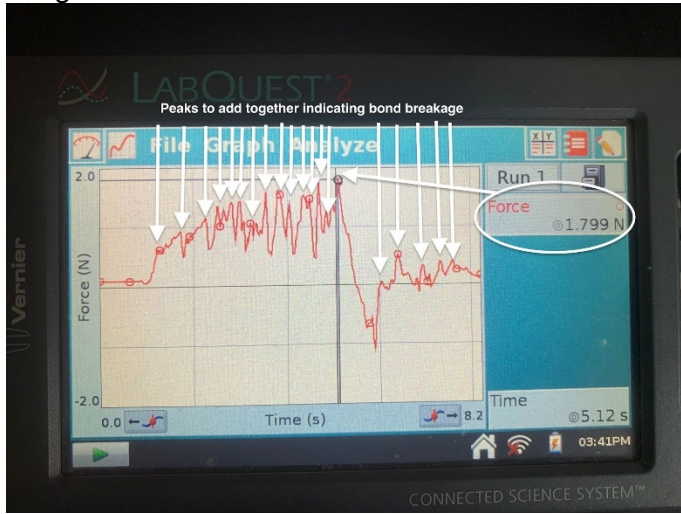 LABQUEST®2
Peaks to add together indicating bond breakage
File Graph Analyze
X Y
2.0
Run 1
Force
1.799 N
Force (N)
Vernier
-2.0
0.0
Time (s)
8.2
Time
5.12 s
03:41PM
CONNECTED SCIENCE SYSTEM™